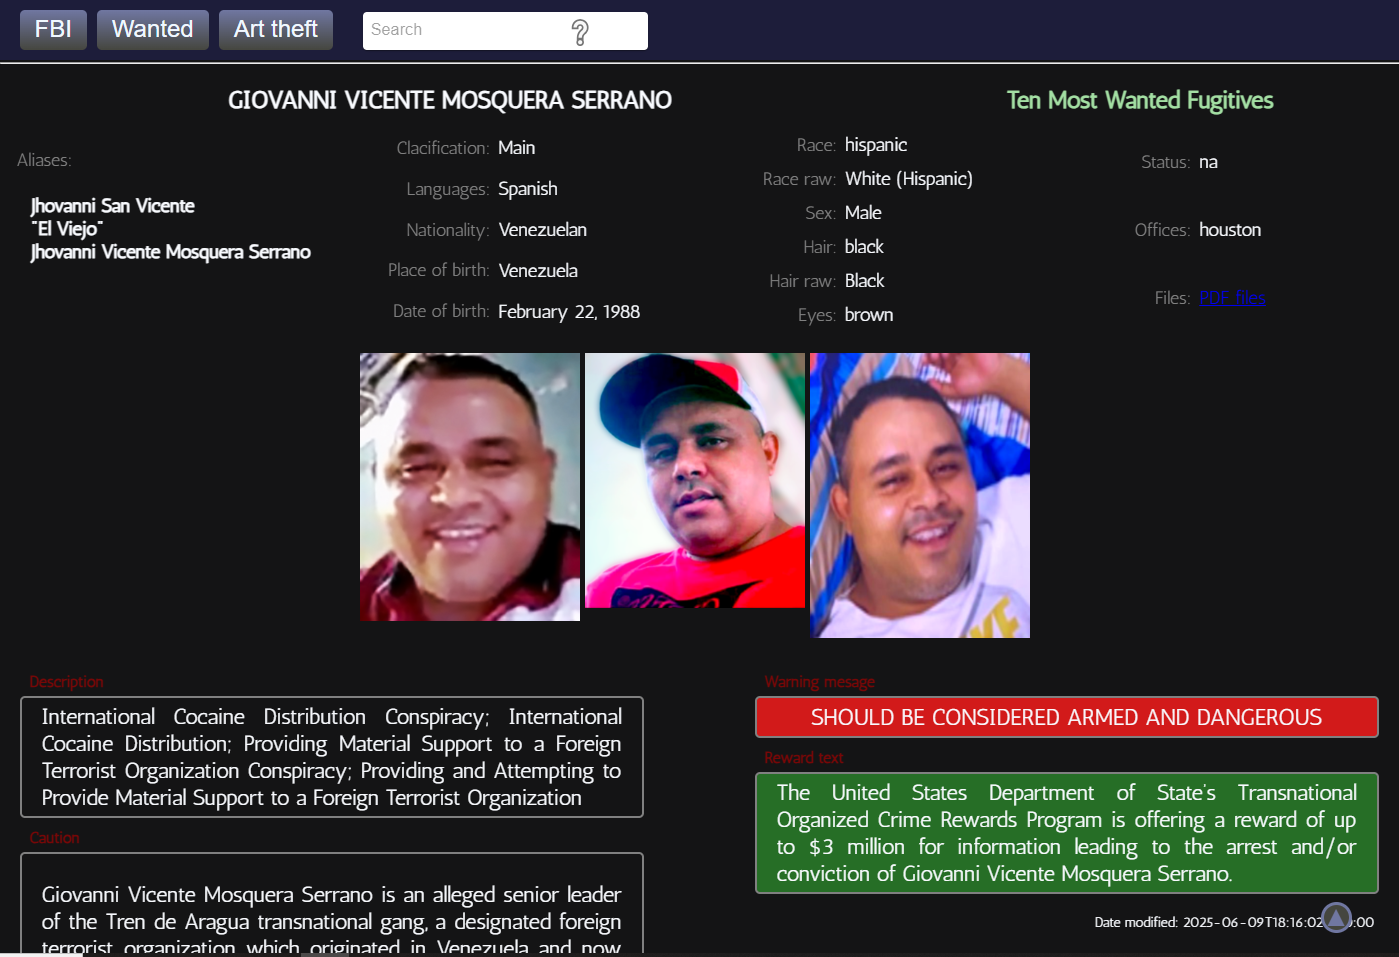 FBI Wanted Art theft Search
GIOVANNI VICENTE MOSQUERA SERRANO
Ten Most Wanted Fugitives
Aliases:
Jhovanni San Vicente
"El Viejo"
Jhovanni Vicente Mosquera Serrano
Clacification: Main
Languages: Spanish
Nationality: Venezuelan
Place of birth: Venezuela
Date of birth: February 22, 1988
Race: hispanic
Race raw: White (Hispanic)
Sex: Male
Hair: black
Hair raw: Black
Eyes: brown
Status: na
Offices: houston
Files: PDF files
Description
International Cocaine Distribution Conspiracy; International
Cocaine Distribution; Providing Material Support to a Foreign
Terrorist Organization Conspiracy; Providing and Attempting to
Provide Material Support to a Foreign Terrorist Organization
Caution
Giovanni Vicente Mosquera Serrano is an alleged senior leader
of the Tren de Aragua transnational gang, a designated foreign
terrorist organization which originated in Venezuela and now
Warning mesage
SHOULD BE CONSIDERED ARMED AND DANGEROUS
Reward text
The United States Department of State's Transnational
Organized Crime Rewards Program is offering a reward of up
to $3 million for information leading to the arrest and/or
conviction of Giovanni Vicente Mosquera Serrano.
Date modified: